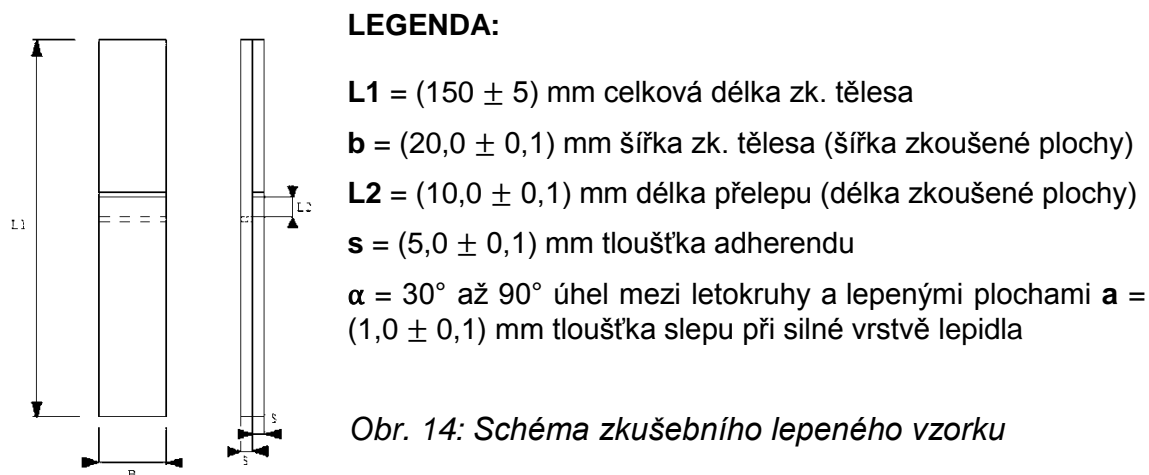 LEGENDA:
L1 = (150 ± 5) mm celková délka zk. tělesa
b = (20,0 ± 0,1) mm šířka zk. tělesa (šířka zkoušené plochy)
L2 = (10,0 ± 0,1) mm délka přelepu (délka zkoušené plochy)
s = (5,0 ± 0,1) mm tloušťka adherendu
α = 30° až 90° úhel mezi letokruhy a lepenými plochami a =
(1,0 ± 0,1) mm tloušťka slepu při silné vrstvě lepidla
Obr. 14: Schéma zkušebního lepeného vzorku
L1
L2
S
S
B